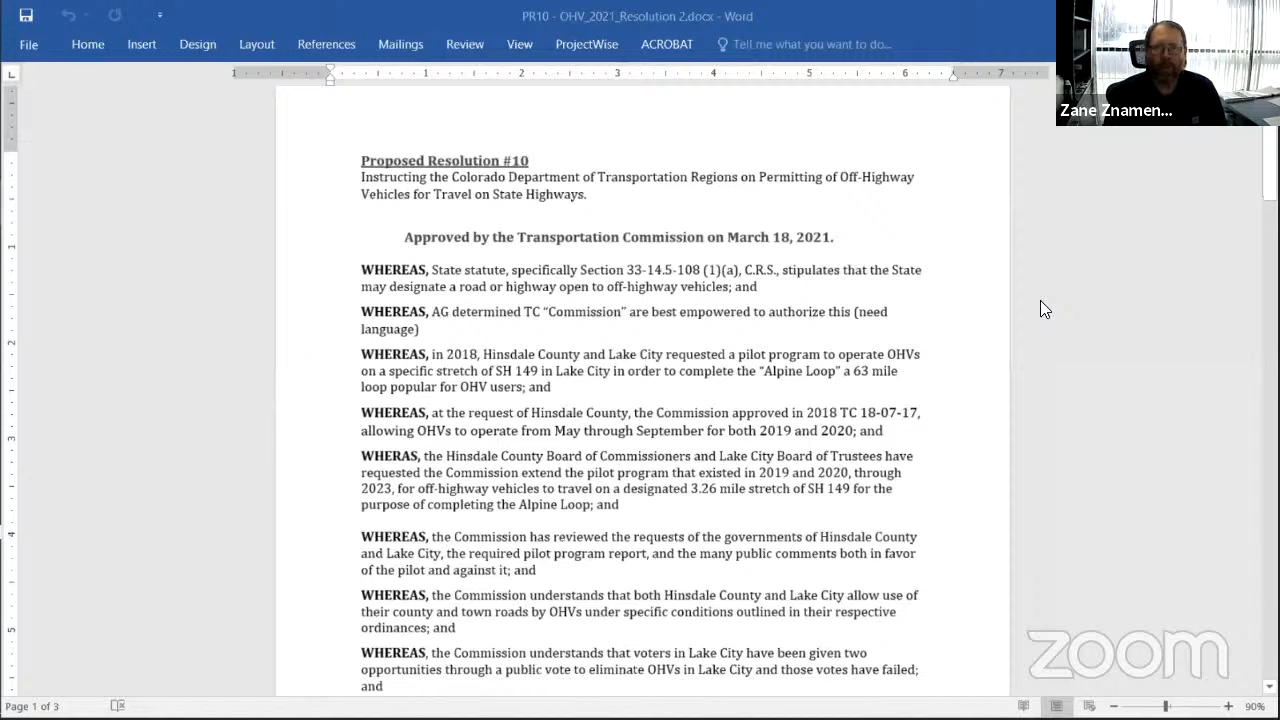 PR10 - OHV_2021_Resolution 2.docx - Word
File Home Insert Design Layout References Mailings Review View ProjectWise ACROBAT Tell me what you want to do...
Zane Znamen...
1 1 2 3 4 5 6 7
Proposed Resolution #10
Instructing the Colorado Department of Transportation Regions on Permitting of Off-Highway
Vehicles for Travel on State Highways.
Approved by the Transportation Commission on March 18, 2021.
WHEREAS, State statute, specifically Section 33-14.5-108 (1)(a), C.R.S., stipulates that the State
may designate a road or highway open to off-highway vehicles; and
WHEREAS, AG determined TC “Commission” are best empowered to authorize this (need
language)
WHEREAS, in 2018, Hinsdale County and Lake City requested a pilot program to operate OHVs
on a specific stretch of SH 149 in Lake City in order to complete the “Alpine Loop” a 63 mile
loop popular for OHV users; and
WHEREAS, at the request of Hinsdale County, the Commission approved in 2018 TC 18-07-17,
allowing OHVs to operate from May through September for both 2019 and 2020; and
WHERAS, the Hinsdale County Board of Commissioners and Lake City Board of Trustees have
requested the Commission extend the pilot program that existed in 2019 and 2020, through
2023, for off-highway vehicles to travel on a designated 3.26 mile stretch of SH 149 for the
purpose of completing the Alpine Loop; and
WHEREAS, the Commission has reviewed the requests of the governments of Hinsdale County
and Lake City, the required pilot program report, and the many public comments both in favor
of the pilot and against it; and
WHEREAS, the Commission understands that both Hinsdale County and Lake City allow use of
their county and town roads by OHVs under specific conditions outlined in their respective
ordinances; and
WHEREAS, the Commission understands that voters in Lake City have been given two
opportunities through a public vote to eliminate OHVs in Lake City and those votes have failed;
and
1
2
3
4
5
zoom
Page 1 of 3
90%